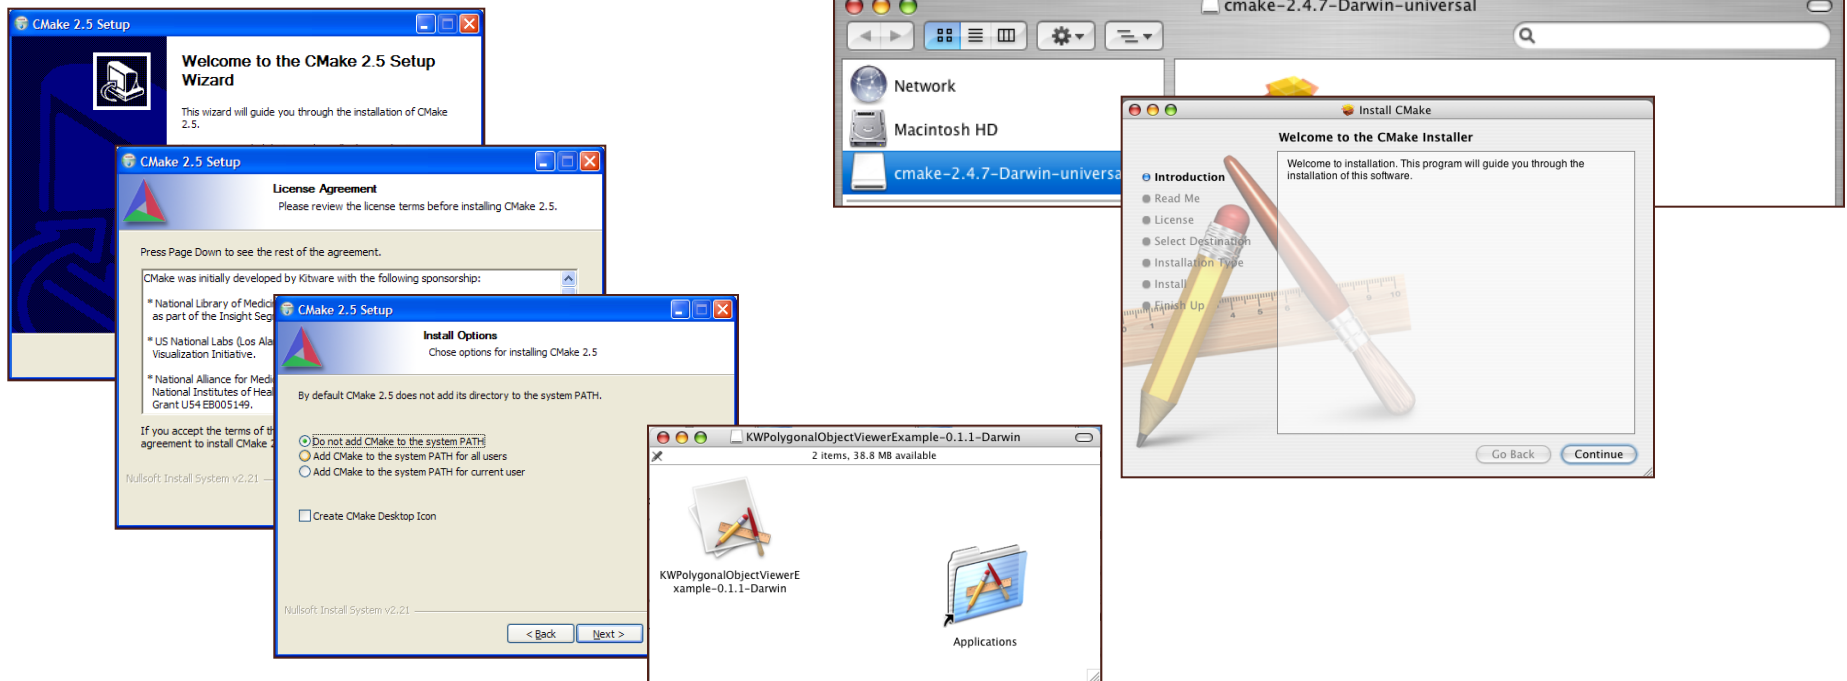 CMake 2.5 Setup
Welcome to the CMake 2.5 Setup
Wizard
This wizard will guide you through the installation of CMake
2.5.
CMake 2.5 Setup
License Agreement
Please review the license terms before installing CMake 2.5.
Press Page Down to see the rest of the agreement.
CMake was initially developed by Kitware with the following sponsorship:
* National Library of Medicin
as part of the Insight Seg
* US National Labs (Los Ala
Visualization Initiative.
* National Alliance for Medi
National Institutes of Heal
Grant U54 EB005149.
If you accept the terms of th
agreement to install CMake 2
Nullsoft Install System v2.21
CMake 2.5 Setup
Install Options
Chose options for installing CMake 2.5
By default CMake 2.5 does not add its directory to the system PATH.
Do not add CMake to the system PATH
Add CMake to the system PATH for all users
Add CMake to the system PATH for current user
Create CMake Desktop Icon
Nullsoft Install System v2.21
< Back
Next >
KWPolygonalObjectViewerExample-0.1.1-Darwin
2 items, 38.8 MB available
KWPolygonalObjectViewerE
xample-0.1.1-Darwin
Applications
cmake-2.4.7-Darwin-universal
Network
Macintosh HD
cmake-2.4.7-Darwin-universa
Install CMake
Welcome to the CMake Installer
Introduction
Read Me
License
Select Destination
Installation Type
Install
Finish Up
Welcome to installation. This program will guide you through the
installation of this software.
Go Back
Continue